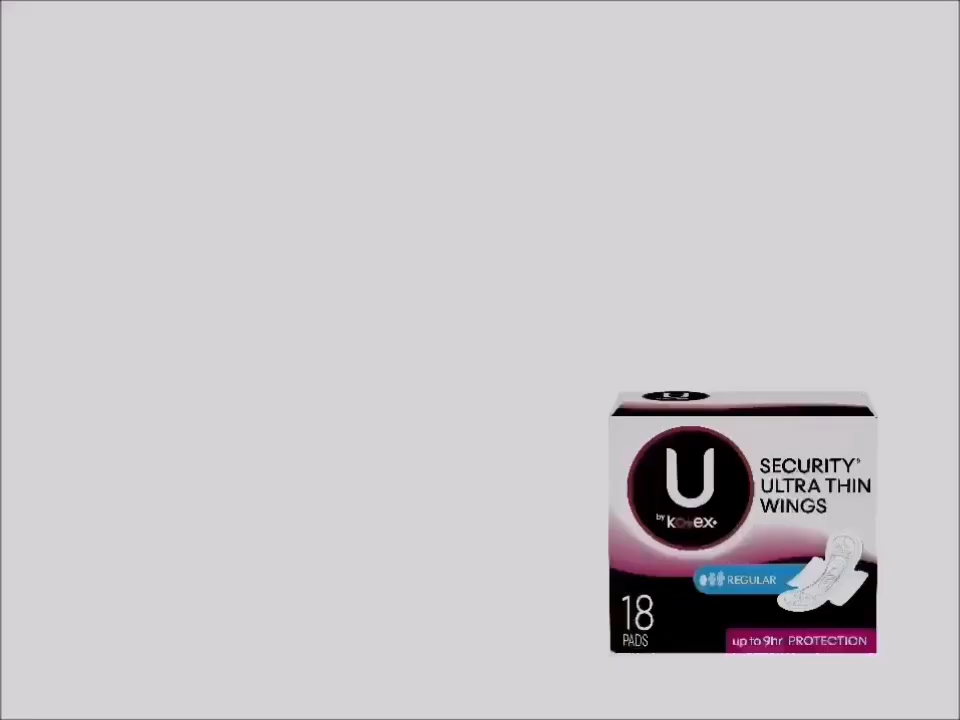 U
U
by Kotex
SECURITY®
ULTRA THIN
WINGS
REGULAR
18
PADS
up to 9hr PROTECTION